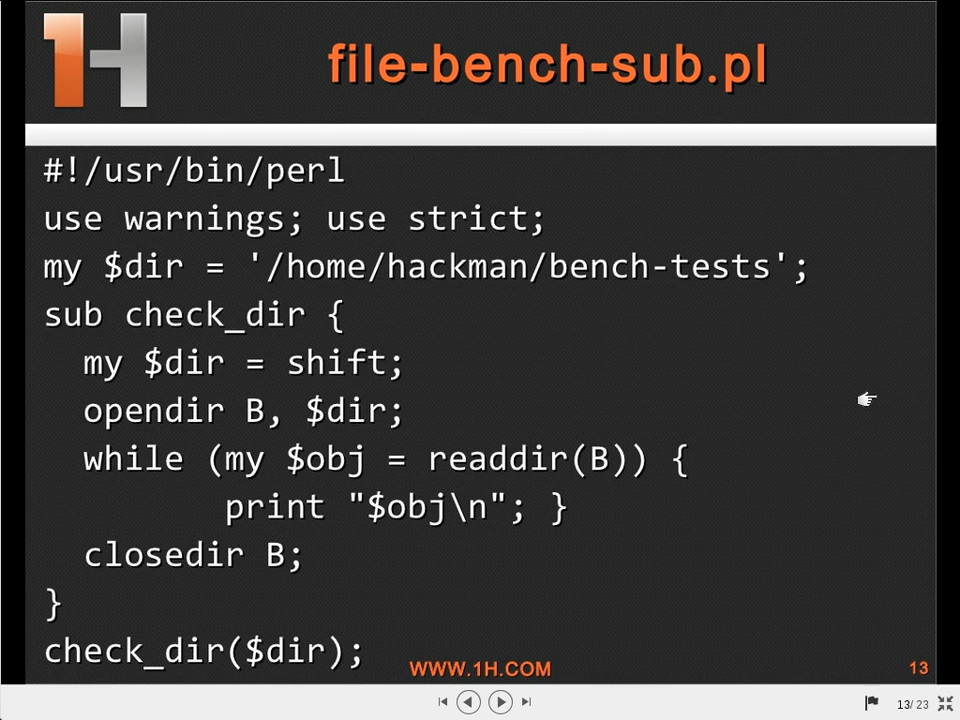 1H
file-bench-sub.pl
#!/usr/bin/perl
use warnings; use strict;
my $dir = '/home/hackman/bench-tests';
sub check_dir {
  my $dir = shift;
  opendir B, $dir;
  while (my $obj = readdir(B)) {
         print "$obj\n"; }
  closedir B;
}
check_dir($dir);
WWW.1H.COM
13
13/ 23